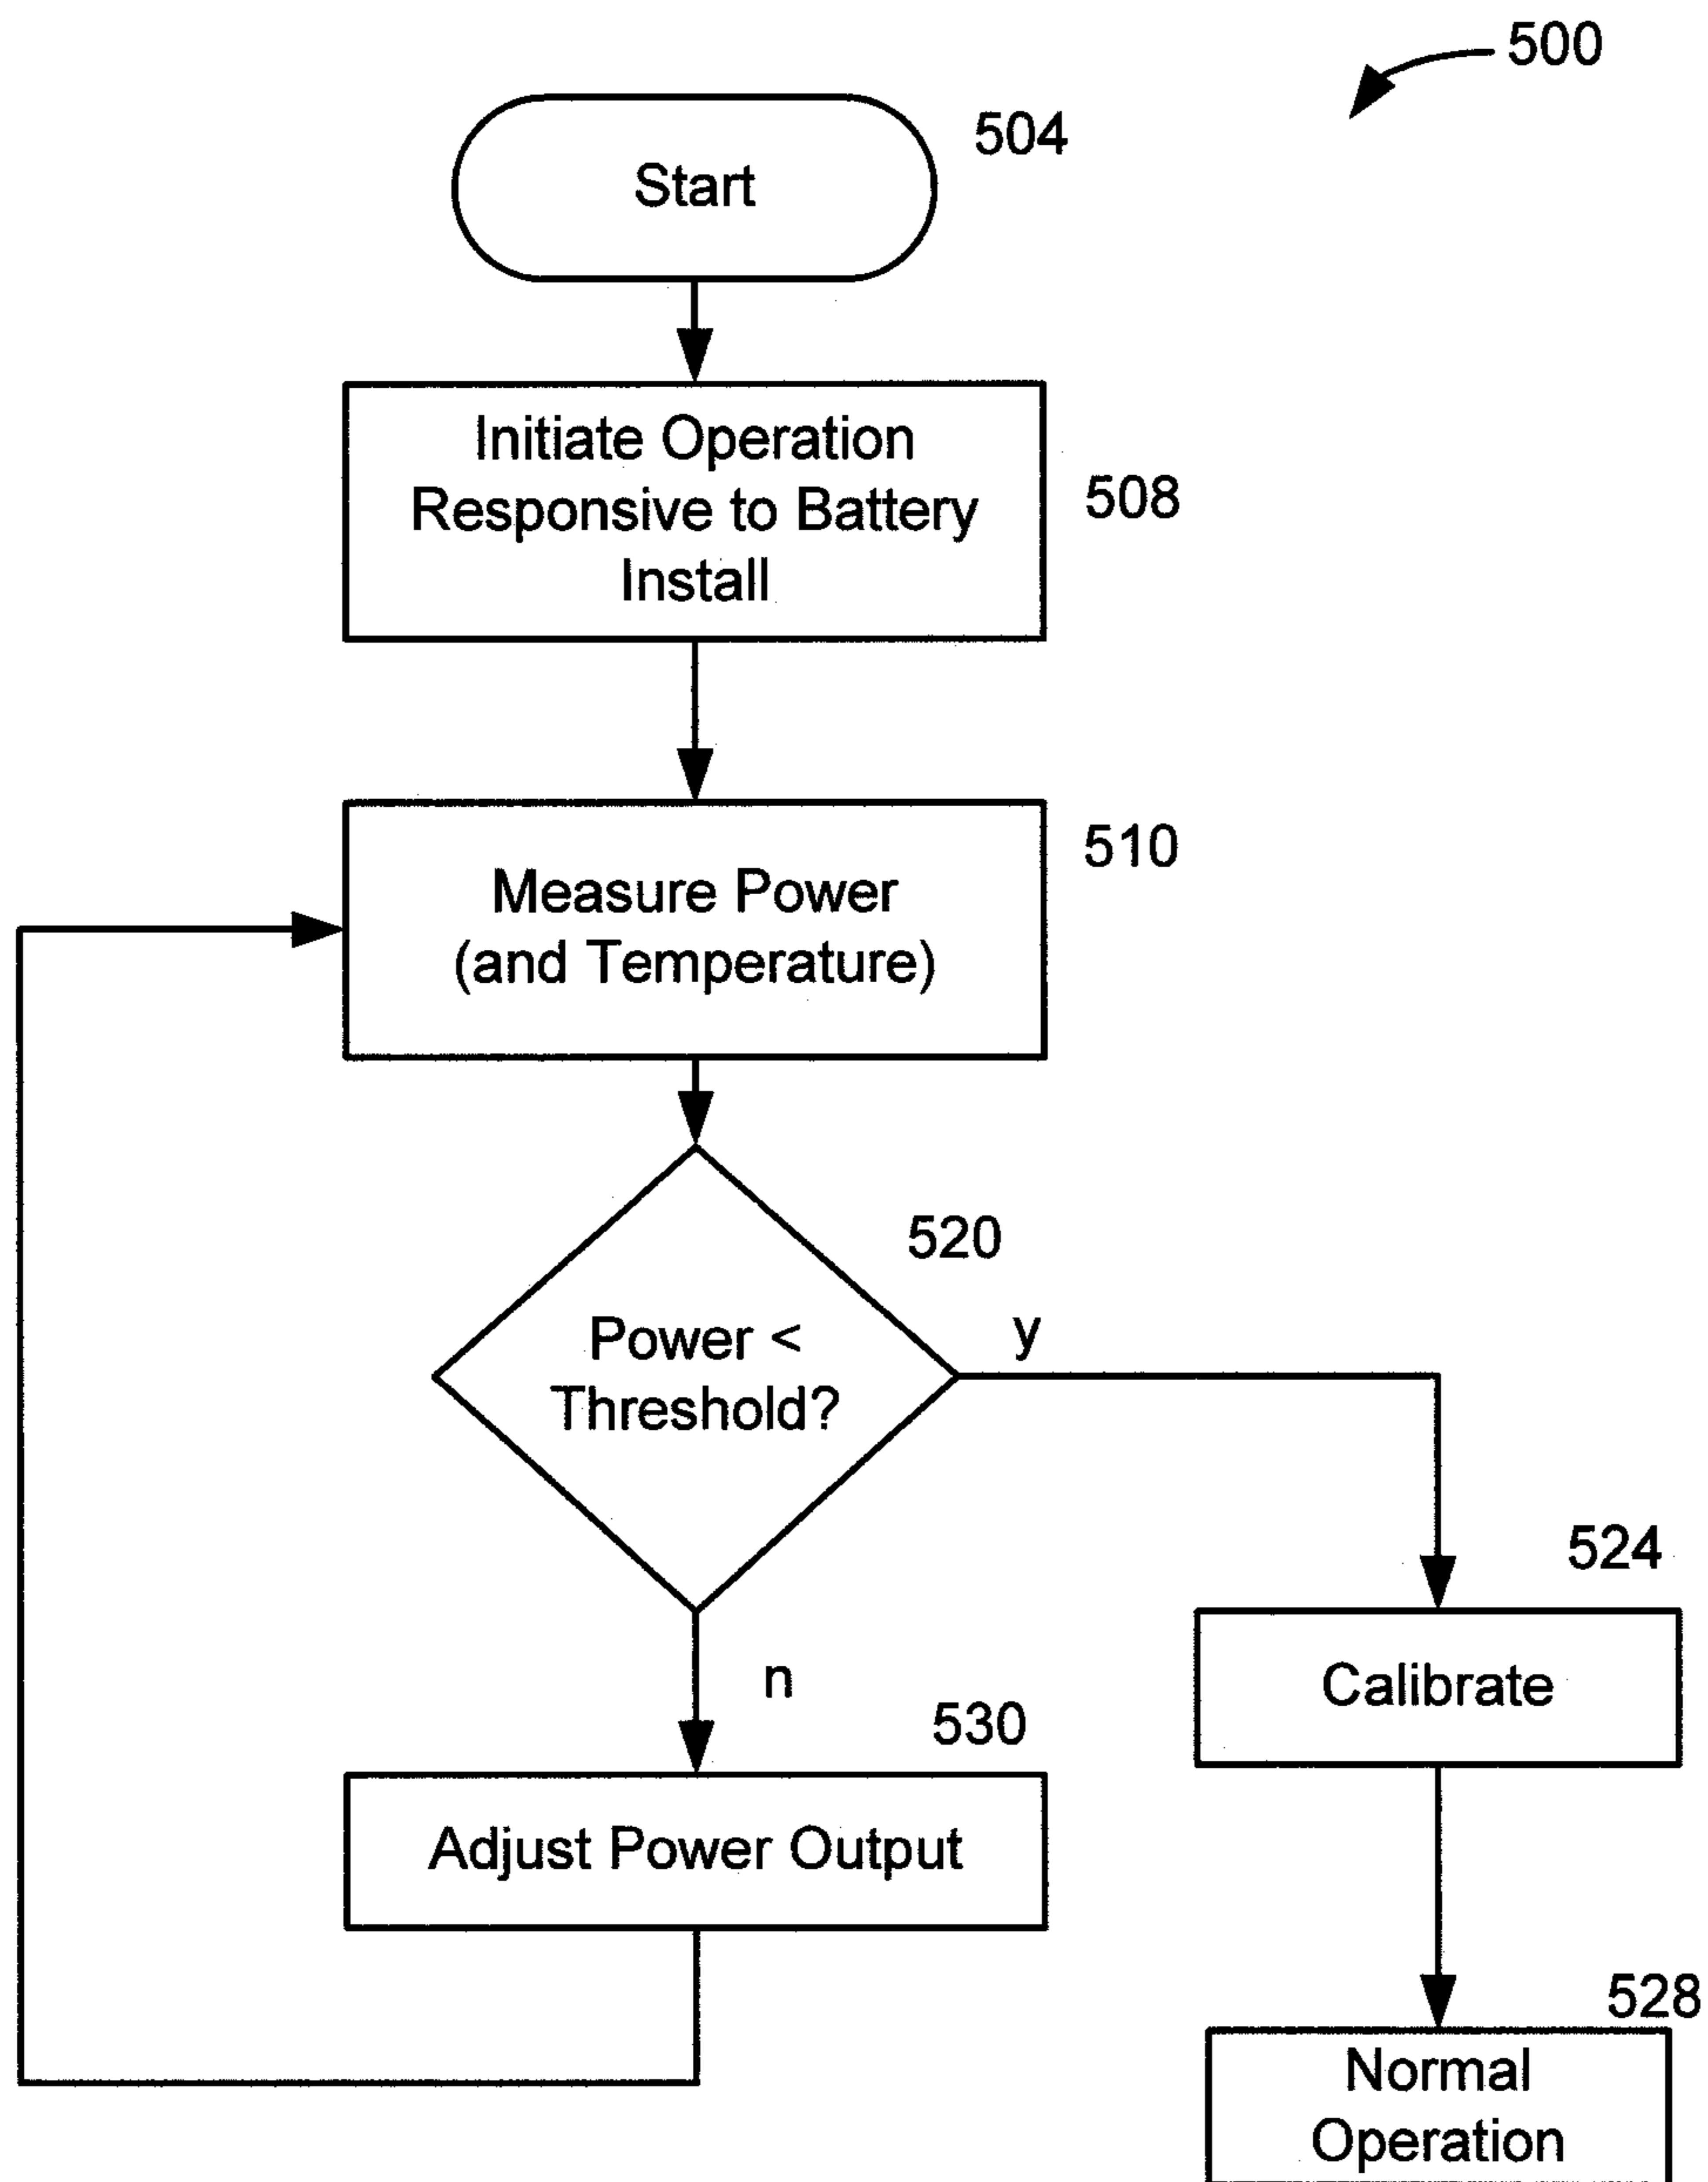 500
504
Start
Initiate Operation
Responsive to Battery
Install
508
510
Measure Power
(and Temperature)
520
Power <
Threshold?
y
n
524
Calibrate
530
Adjust Power Output
528
Normal
Operation